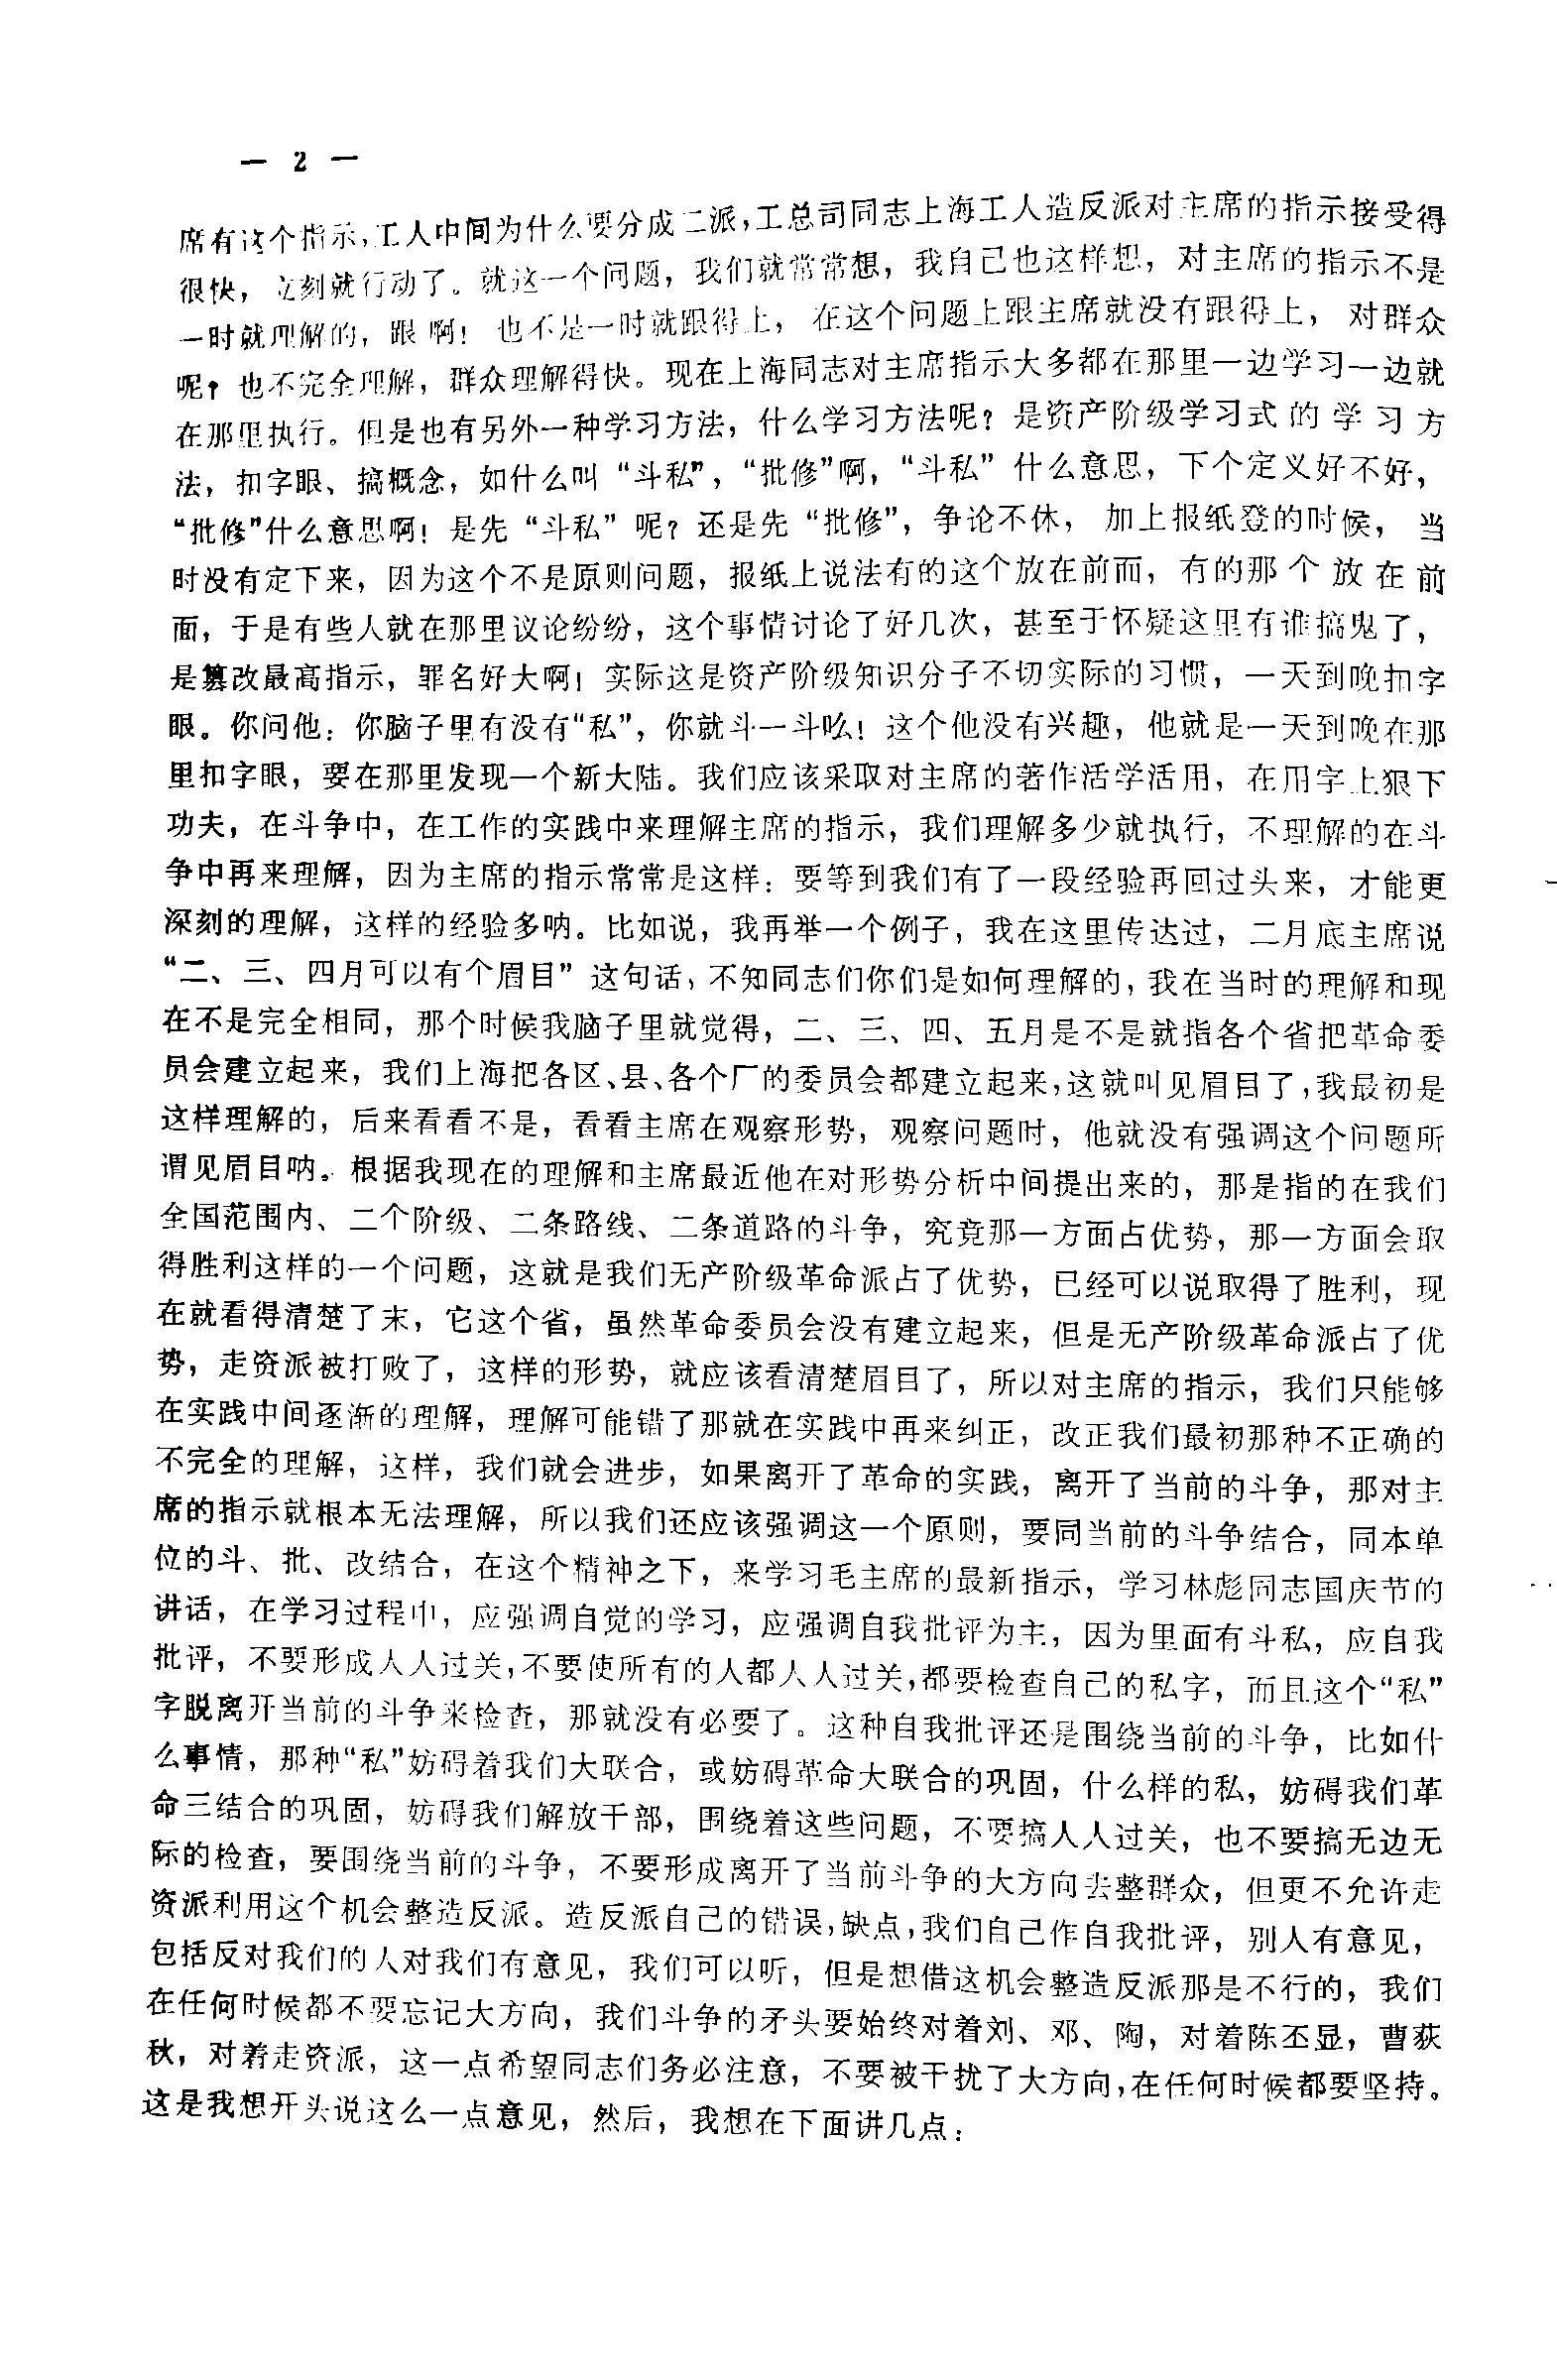 — 2 —
席有这个指示，工人中间为什么要分成二派，工总司同志上海工人造反派对主席的指示接受得
很快，立刻就行动了。就这一个问题，我们就常常想，我自己也这样想，对主席的指示不是
一时就理解的，跟啊！也不是一时就跟得上，在这个问题上跟主席就没有跟得上，对群众
呢？也不完全理解，群众理解得快。现在上海同志对主席指示大多都在那里一边学习一边就
在那里执行。但是也有另外一种学习方法，什么学习方法呢？是资产阶级学习式的学习方
法，扣字眼、搞概念，如什么叫“斗私”，“批修”啊，“斗私”什么意思，下个定义好不好，
“批修”什么意思啊！是先“斗私”呢？还是先“批修”，争论不休，加上报纸登的时候，当
时没有定下来，因为这个不是原则问题，报纸上说法有的这个放在前而，有的那个放在前
面，于是有些人就在那里议论纷纷，这个事情讨论了好几次，甚至于怀疑这里有谁搞鬼了，
是篡改最高指示，罪名好大啊！实际这是资产阶级知识分子不切实际的习惯，一天到晚扣字
眼。你问他：你脑子里有没有“私”，你就斗一斗吆！这个他没有兴趣，他就是一天到晚在那
里扣字眼，要在那里发现一个新大陆。我们应该采取对主席的著作活学活用，在用字上狠下
功夫，在斗争中，在工作的实践中来理解主席的指示，我们理解多少就执行，不理解的在斗
争中再来理解，因为主席的指示常常是这样：要等到我们有了一段经验再回过头来，才能更
深刻的理解，这样的经验多呐。比如说，我再举一个例子，我在这里传达过，二月底主席说
“二、三、四月可以有个眉目”这句话，不知同志们你们是如何理解的，我在当时的理解和现
在不是完全相同，那个时候我脑子里就觉得，二、三、四、五月是不是就指各个省把革命委
员会建立起来，我们上海把各区、县、各个厂的委员会都建立起来，这就叫见眉目了，我最初是
这样理解的，后来看看不是，看看主席在观察形势，观察问题时，他就没有强调这个问题所
谓见眉目呐。根据我现在的理解和主席最近他在对形势分析中间提出来的，那是指的在我们
全国范围内、二个阶级、二条路线、二条道路的斗争，究竟那一方面占优势，那一方面会取
得胜利这样的一个问题，这就是我们无产阶级革命派占了优势，已经可以说取得了胜利，现
在就看得清楚了末，它这个省，虽然革命委员会没有建立起来，但是无产阶级革命派占了优
势，走资派被打败了，这样的形势，就应该看清楚眉目了，所以对主席的指示，我们只能够
在实践中间逐渐的理解，理解可能错了那就在实践中再来纠正，改正我们最初那种不正确的
不完全的理解，这样，我们就会进步，如果离开了革命的实践，离开了当前的斗争，那对主
席的指示就根本无法理解，所以我们还应该强调这一个原则，要同当前的斗争结合，同本单
位的斗、批、改结合，在这个精神之下，来学习毛主席的最新指示，学习林彪同志国庆节的
讲话，在学习过程中，应强调自觉的学习，应强调自我批评为主，因为里面有斗私，应自我
批评，不要形成人人过关，不要使所有的人都人人过关，都要检查自己的私字，而且这个“私”
字脱离开当前的斗争来检查，那就没有必要了。这种自我批评还是围绕当前的斗争，比如什
么事情，那种“私”妨碍着我们大联合，或妨碍革命大联合的巩固，什么样的私，妨碍我们革
命三结合的巩固，妨碍我们解放干部，围绕着这些问题，不要搞人人过关，也不要搞无边无
际的检查，要围绕当前的斗争，不要形成离开了当前斗争的大方向去整群众，但更不允许走
资派利用这个机会整造反派。造反派自己的错误，缺点，我们自己作自我批评，别人有意见，
包括反对我们的人对我们有意见，我们可以听，但是想借这机会整造反派那是不行的，我们
在任何时候都不要忘记大方向，我们斗争的矛头要始终对着刘、邓、陶，对着陈丕显，曹荻
秋，对着走资派，这一点希望同志们务必注意，不要被干扰了大方向，在任何时候都要坚持。
这是我想开头说这么一点意见，然后，我想在下面讲几点：